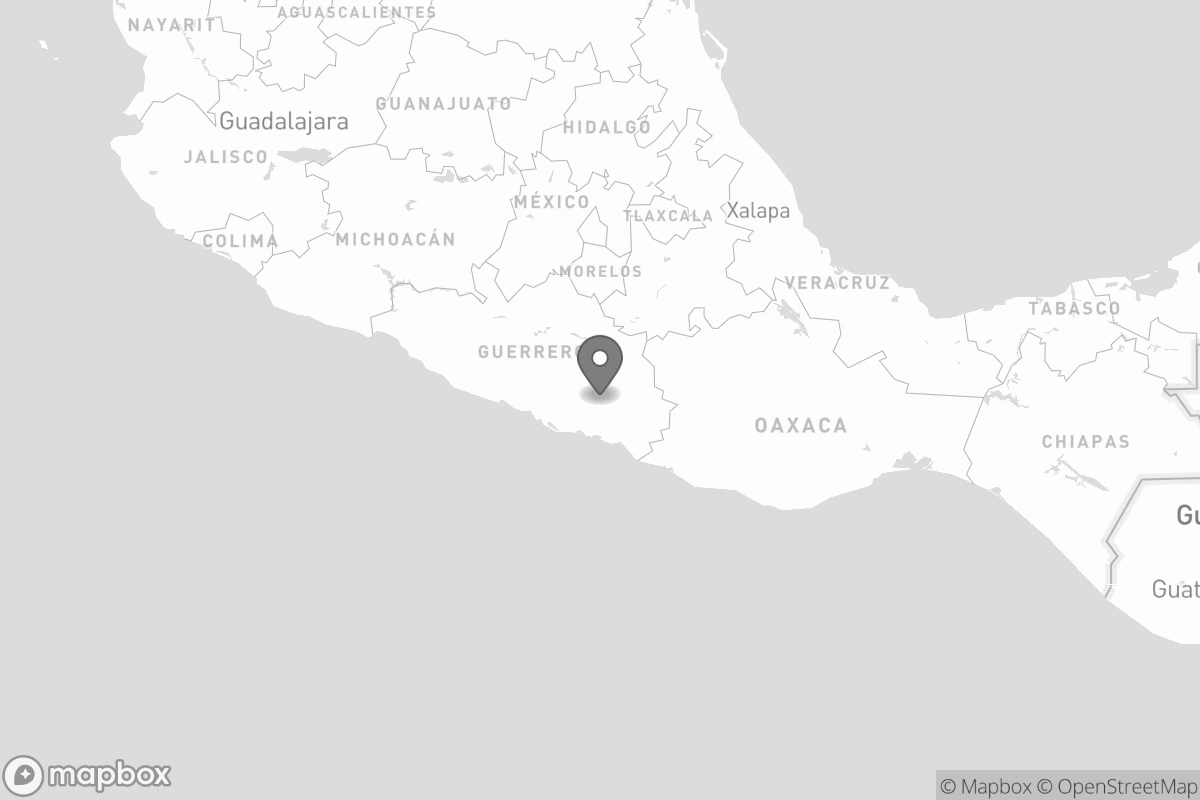 AGUASCALIENTES
NAYARIT
GUANAJUATO
Guadalajara
HIDALGO
JALISCO
MÉXICO
TLAXCALA
Xalapa
COLIMA
MICHOACÁN
MORELOS
VERACRUZ
TABASCO
GUERRERO
OAXACA
CHIAPAS
Gu
Guat
mapbox
© Mapbox © OpenStreetMap